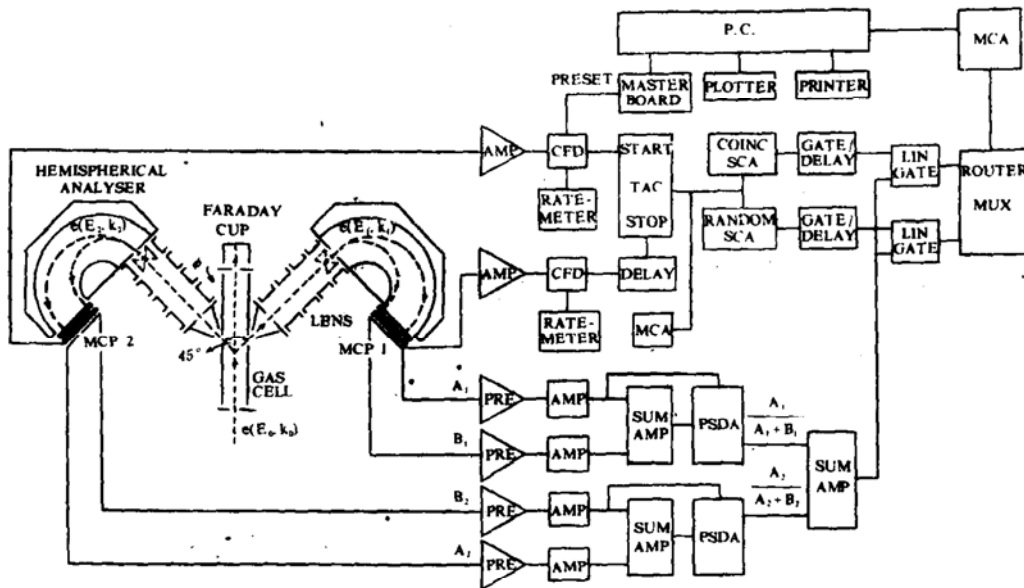 P.C.
MCA
PRESET
MASTER
BOARD
PLOTTER
PRINTER
AMP
CFD
START
TAC
STOP
COINC
SCA
GATE/
DELAY
LIN
GATE
ROUTER
MUX
HEMISPHERICAL
ANALYSER
FARADAY
CUP
RATE-
METER
RANDOM
SCA
GATE/
DELAY
LIN
GATE
AMP
CFD
DELAY
LENS
RATE-
METER
MCA
MCP 2
MCP 1
45°
GAS
CELL
e(E₀, k₀)
A₁
PRE
AMP
SUM
AMP
PSDA
A₁
A₁+B₁
B₁
PRE
AMP
SUM
AMP
B₂
PRE
AMP
SUM
AMP
PSDA
A₂
A₂+B₂
A₂
PRE
AMP